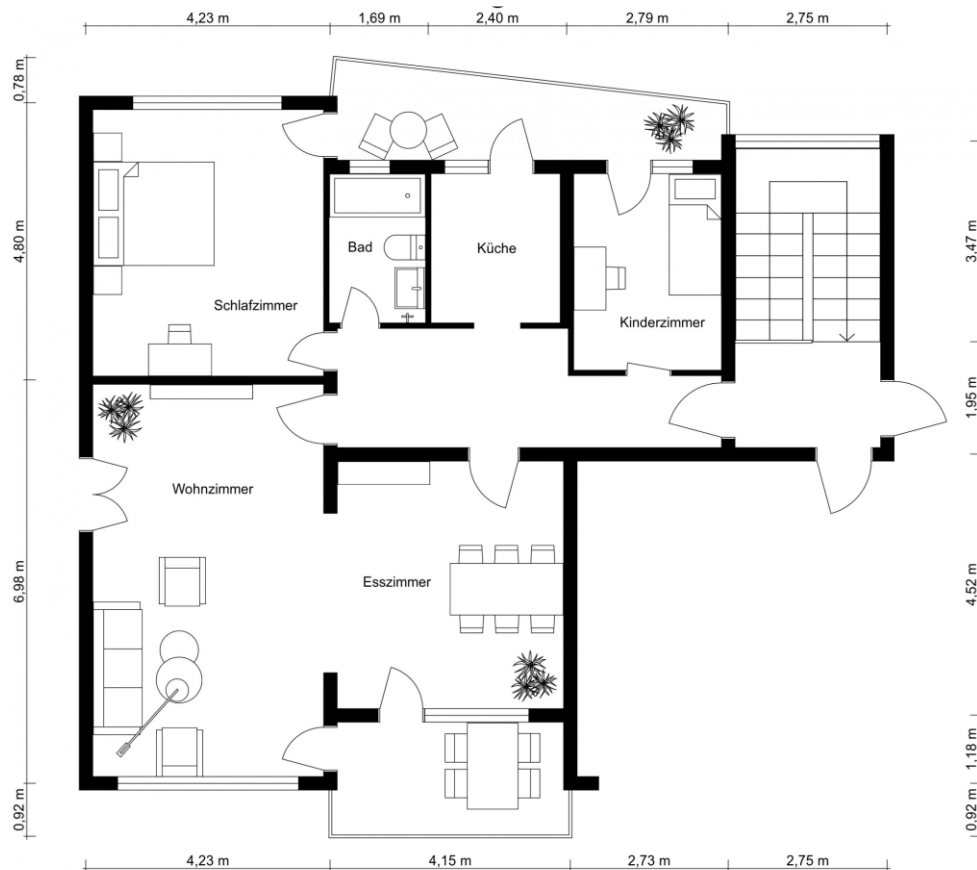 4,23 m
1,69 m
2,40 m
2,79 m
2,75 m
0,78 m
4,80 m
6,98 m
0,92 m
3,47 m
1,95 m
4,52 m
1,18 m
0,92 m
Bad
Küche
Schlafzimmer
Kinderzimmer
Wohnzimmer
Esszimmer
4,23 m
4,15 m
2,73 m
2,75 m